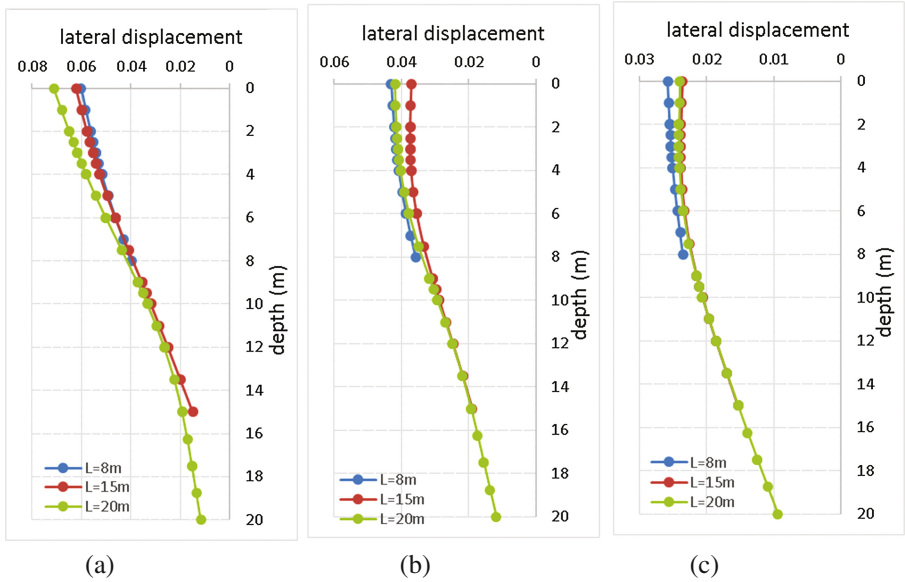 lateral displacement
0.08 0.06 0.04 0.02 0
0
2
4
6
8
10
12
14
16
18
20
depth (m)
L=8m
L=15m
L=20m
(a)
lateral displacement
0.06 0.04 0.02 0
0
2
4
6
8
10
12
14
16
18
20
depth (m)
L=8m
L=15m
L=20m
(b)
lateral displacement
0.03 0.02 0.01 0
0
2
4
6
8
10
12
14
16
18
20
depth (m)
L=8m
L=15m
L=20m
(c)